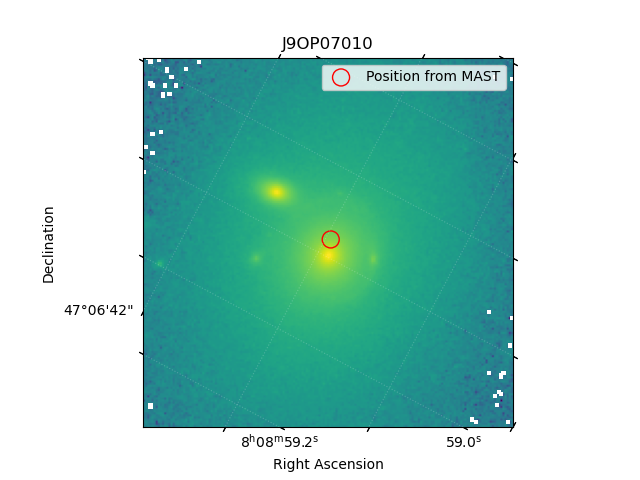 J9OP07010
Position from MAST
Declination
47°06'42"
8ʰ08ᵐ59.2ˢ
59.0ˢ
Right Ascension